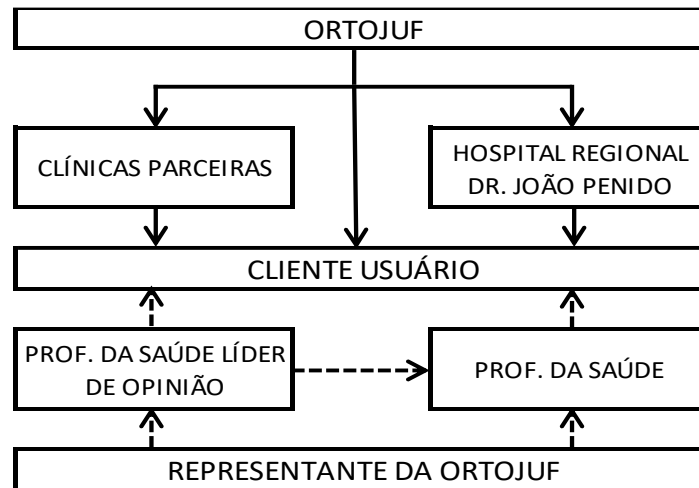 ORTOJUF
CLÍNICAS PARCEIRAS
HOSPITAL REGIONAL
DR. JOÃO PENIDO
CLIENTE USUÁRIO
PROF. DA SAÚDE LÍDER
DE OPINIÃO
PROF. DA SAÚDE
REPRESENTANTE DA ORTOJUF